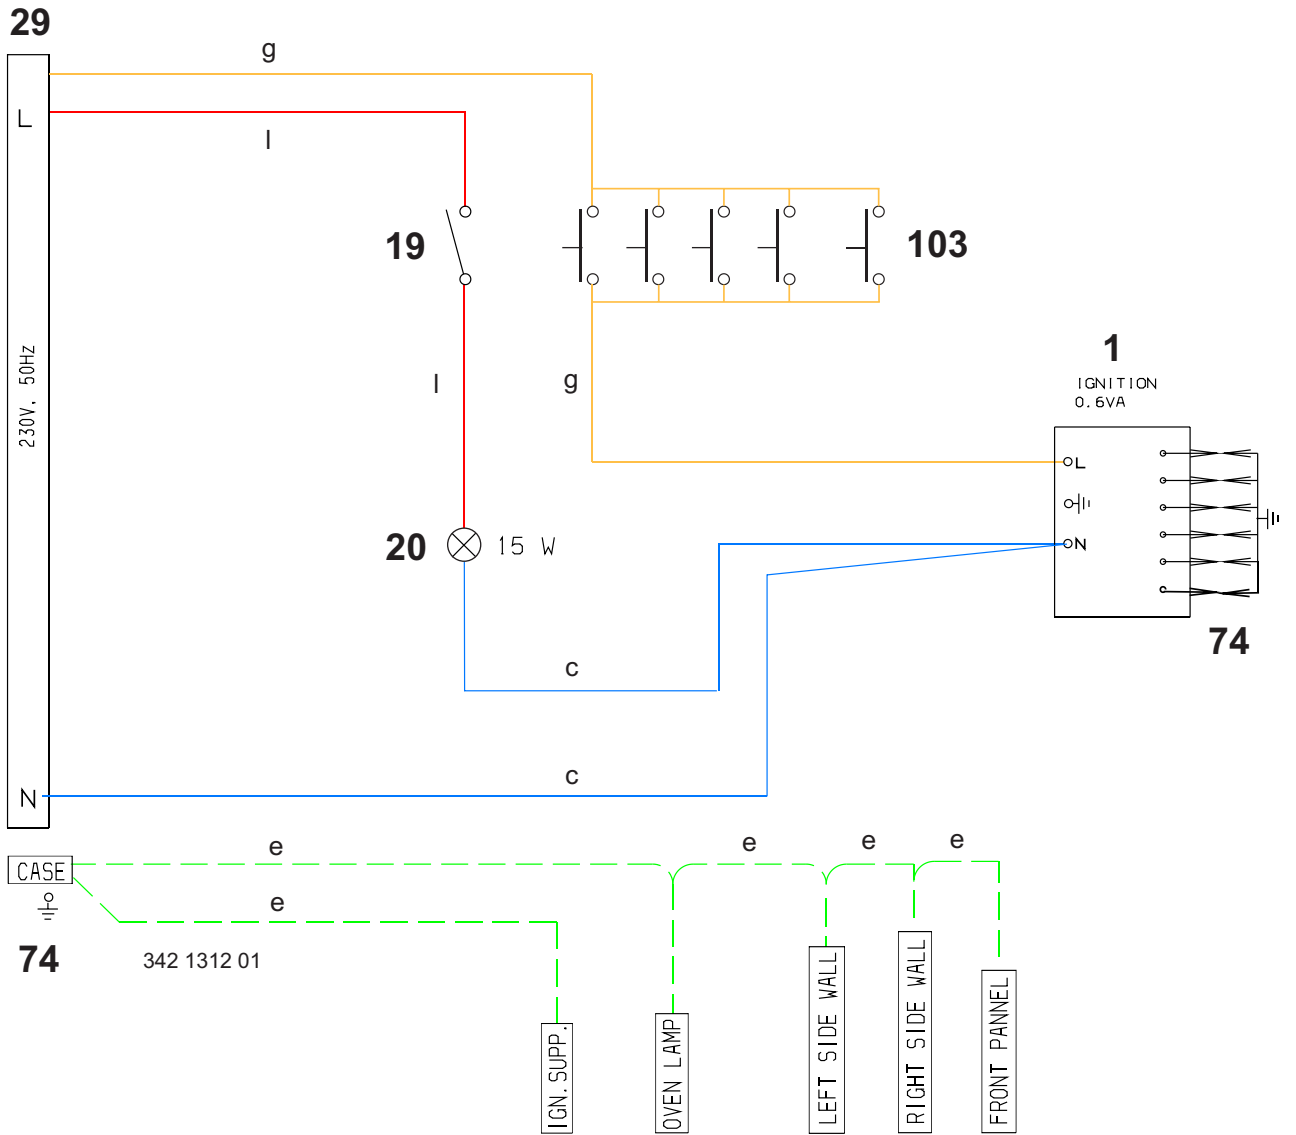 29
g
L
l
19
103
230V, 50Hz
1
IGNITION
0.6VA
l
g
L
N
20
15 W
74
c
c
N
e
e
e
e
CASE
e
74
342 1312 01
IGN. SUPP.
OVEN LAMP
LEFT SIDE WALL
RIGHT SIDE WALL
FRONT PANNEL